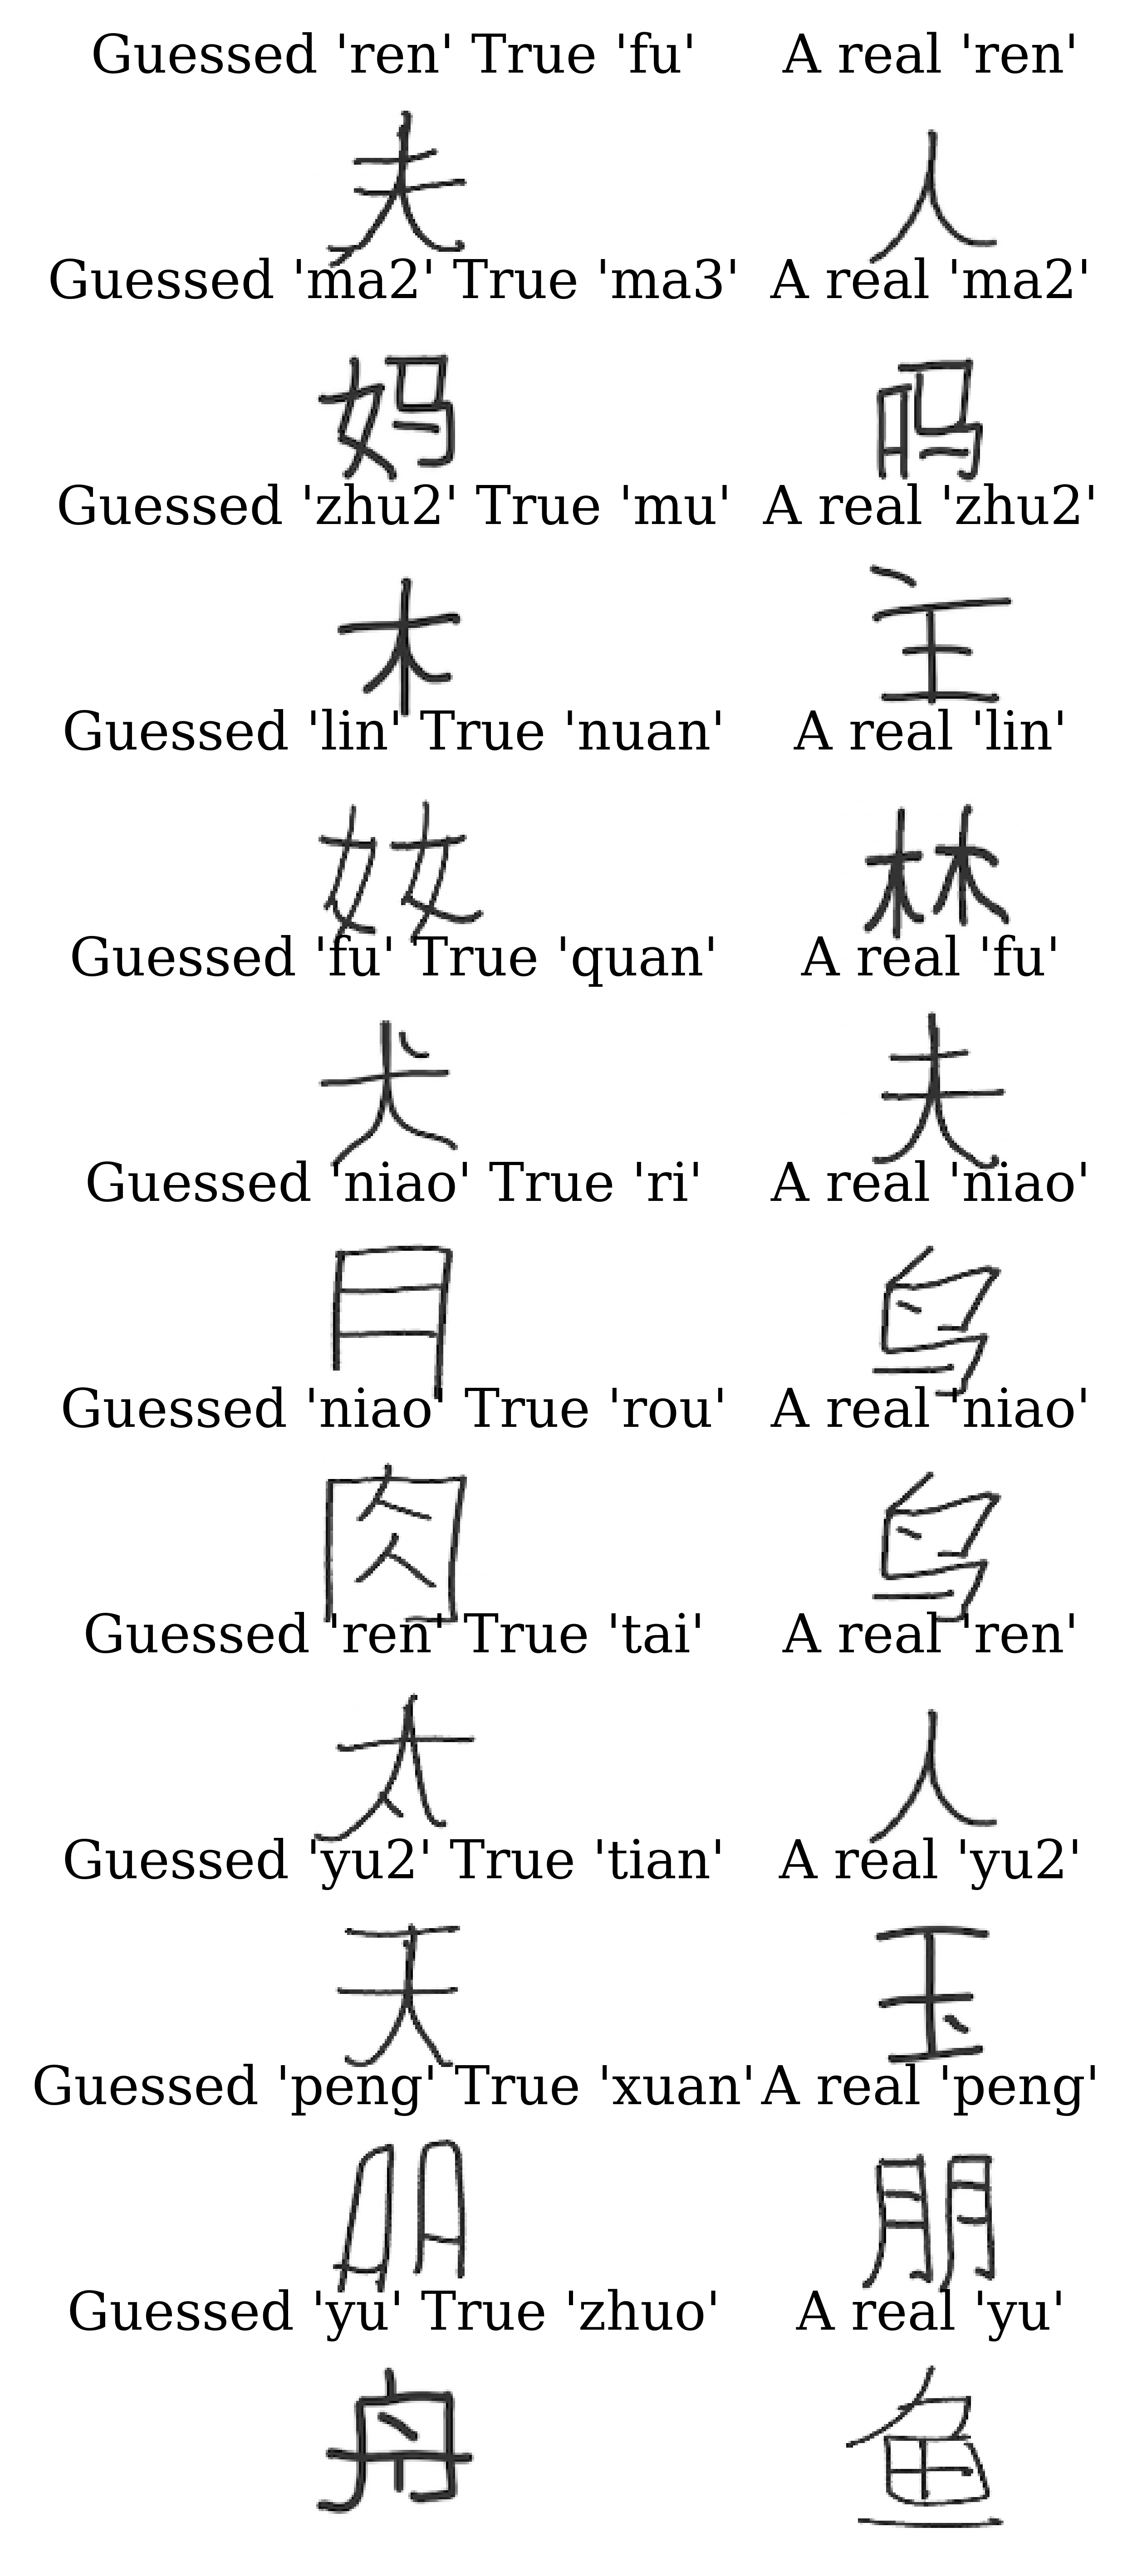 Guessed 'ren' True 'fu' A real 'ren'
夫 人
Guessed 'ma2' True 'ma3' A real 'ma2'
妈 吗
Guessed 'zhu2' True 'mu' A real 'zhu2'
木 主
Guessed 'lin' True 'nuan' A real 'lin'
奻 林
Guessed 'fu' True 'quan' A real 'fu'
犬 夫
Guessed 'niao' True 'ri' A real 'niao'
日 鸟
Guessed 'niao' True 'rou' A real 'niao'
肉 鸟
Guessed 'ren' True 'tai' A real 'ren'
太 人
Guessed 'yu2' True 'tian' A real 'yu2'
天 玉
Guessed 'peng' True 'xuan' A real 'peng'
吅 朋
Guessed 'yu' True 'zhuo' A real 'yu'
舟 鱼